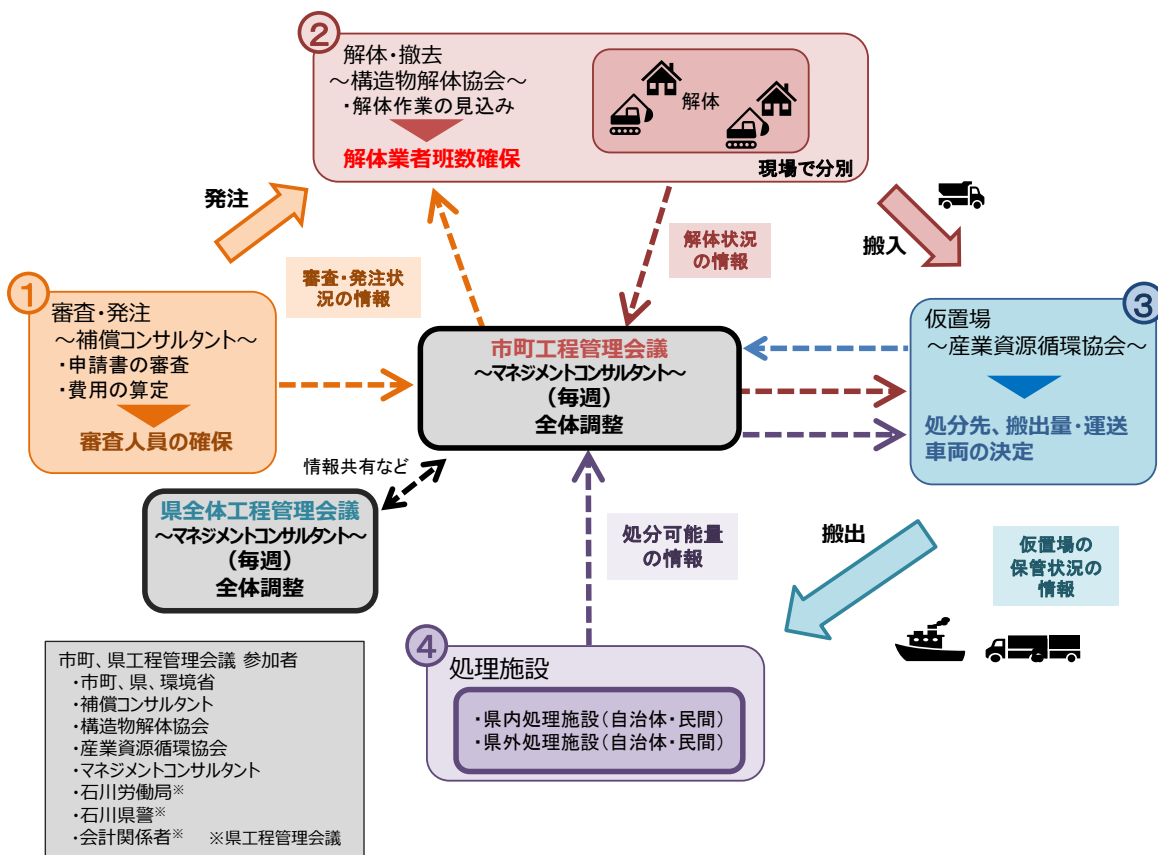 ②
解体・撤去
～構造物解体協会～
・解体作業の見込み
解体業者班数確保
解体
現場で分別
発注
搬入
審査・発注状
況の情報
解体状況
の情報
①
審査・発注
～補償コンサルタント～
・申請書の審査
・費用の算定
審査人員の確保
市町工程管理会議
～マネジメントコンサルタント～
（毎週）
全体調整
③
仮置場
～産業資源循環協会～
処分先、搬出量・運送
車両の決定
情報共有など
県全体工程管理会議
～マネジメントコンサルタント～
（毎週）
全体調整
処分可能量
の情報
搬出
仮置場の
保管状況の
情報
④
処理施設
・県内処理施設（自治体・民間）
・県外処理施設（自治体・民間）
市町、県工程管理会議 参加者
・市町、県、環境省
・補償コンサルタント
・構造物解体協会
・産業資源循環協会
・マネジメントコンサルタント
・石川労働局※
・石川県警※
・会計関係者※　※県工程管理会議